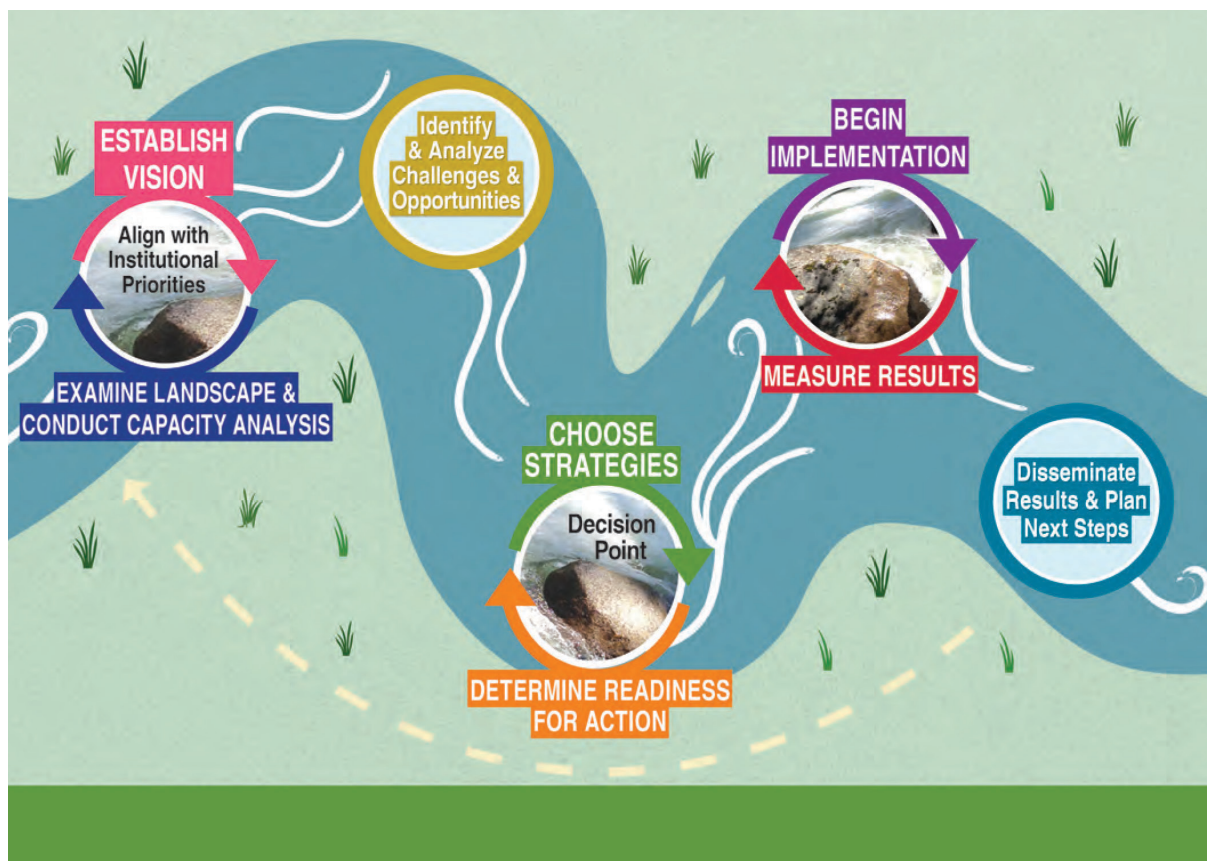 ESTABLISH
VISION
Align with
Institutional
Priorities
EXAMINE LANDSCAPE &
CONDUCT CAPACITY ANALYSIS
Identify
& Analyze
Challenges &
Opportunities
CHOOSE
STRATEGIES
Decision
Point
DETERMINE READINESS
FOR ACTION
BEGIN
IMPLEMENTATION
MEASURE RESULTS
Disseminate
Results & Plan
Next Steps